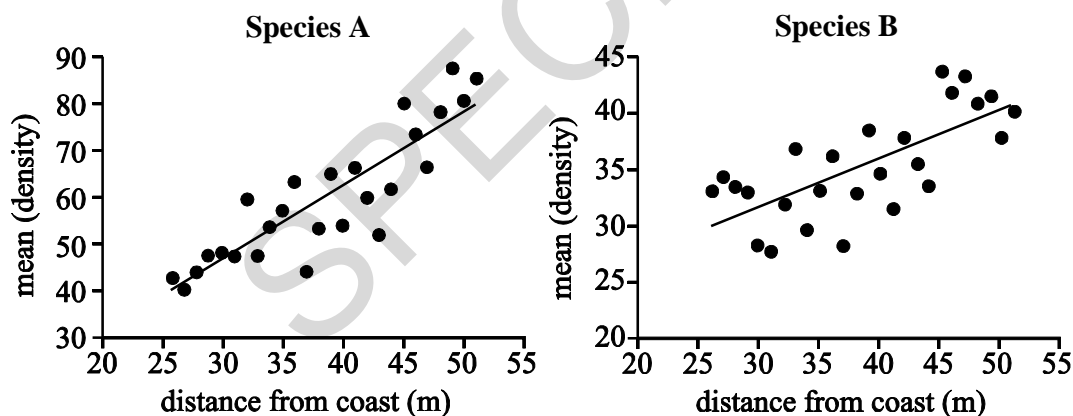 Species A
90
80
70
60
50
40
30
mean (density)
20 25 30 35 40 45 50 55
distance from coast (m)
Species B
45
40
35
30
25
20
mean (density)
20 25 30 35 40 45 50 55
distance from coast (m)
SPEC